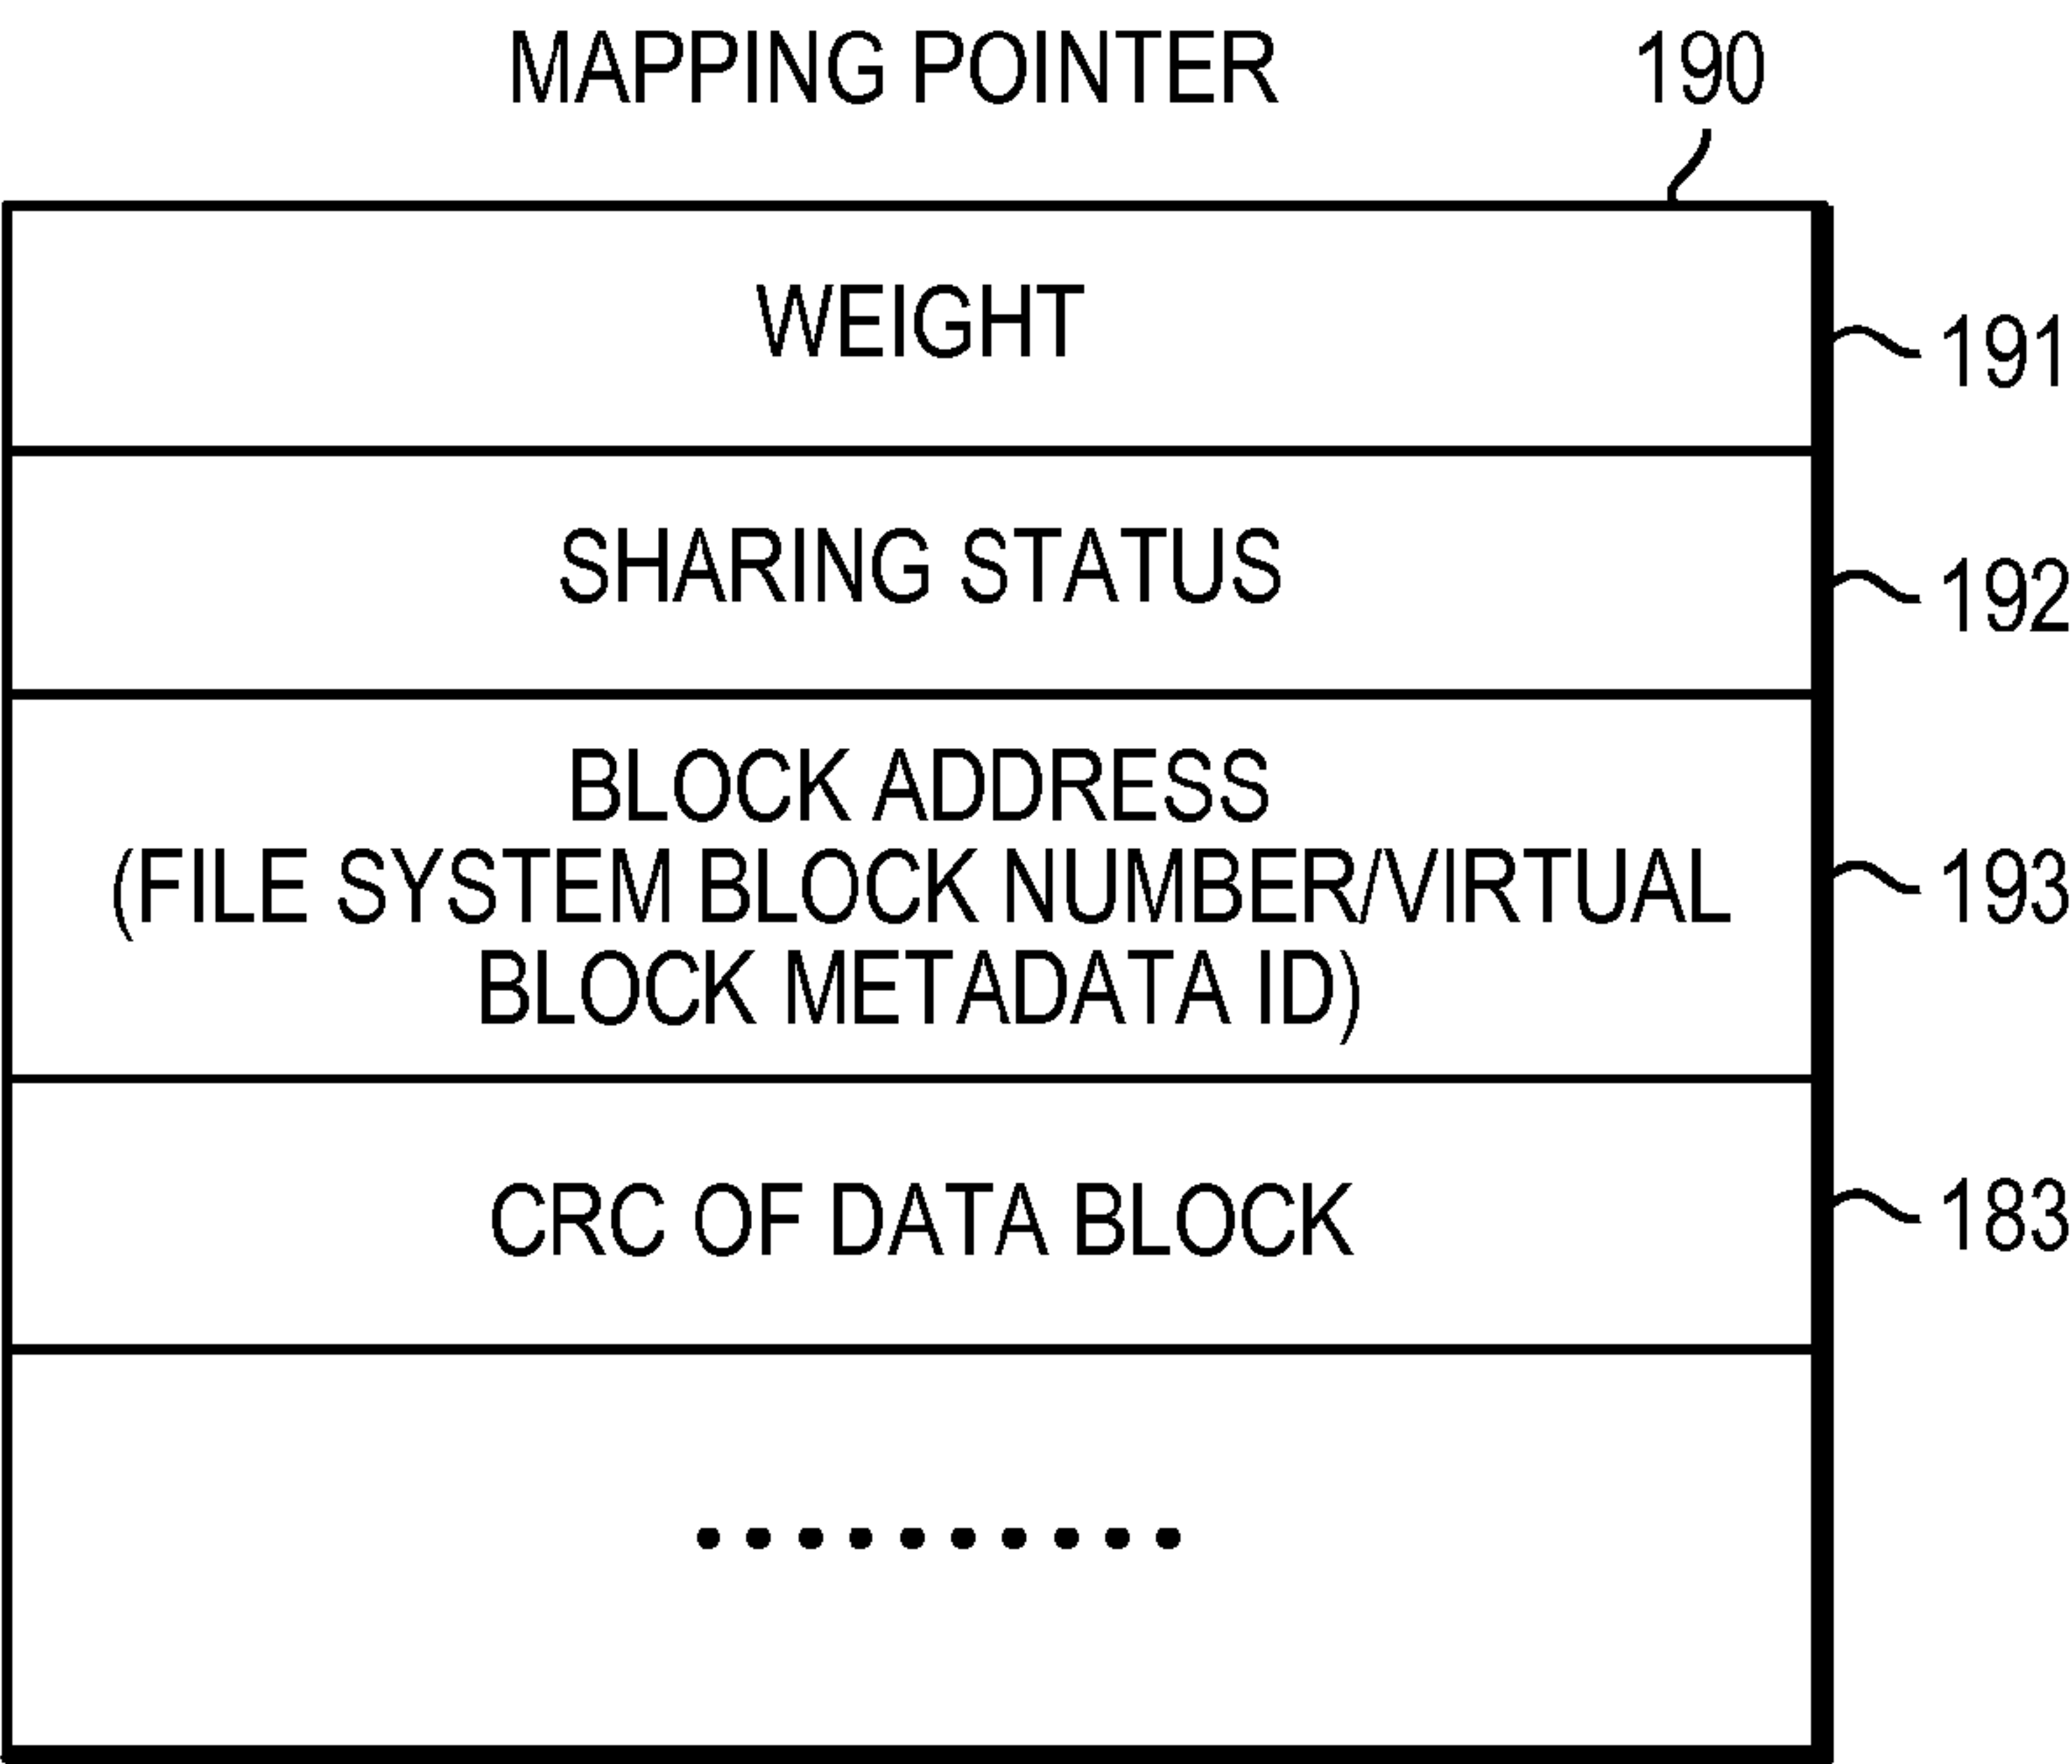 MAPPING POINTER
190
WEIGHT
191
SHARING STATUS
192
BLOCK ADDRESS
(FILE SYSTEM BLOCK NUMBER/VIRTUAL
BLOCK METADATA ID)
193
CRC OF DATA BLOCK
183
..........